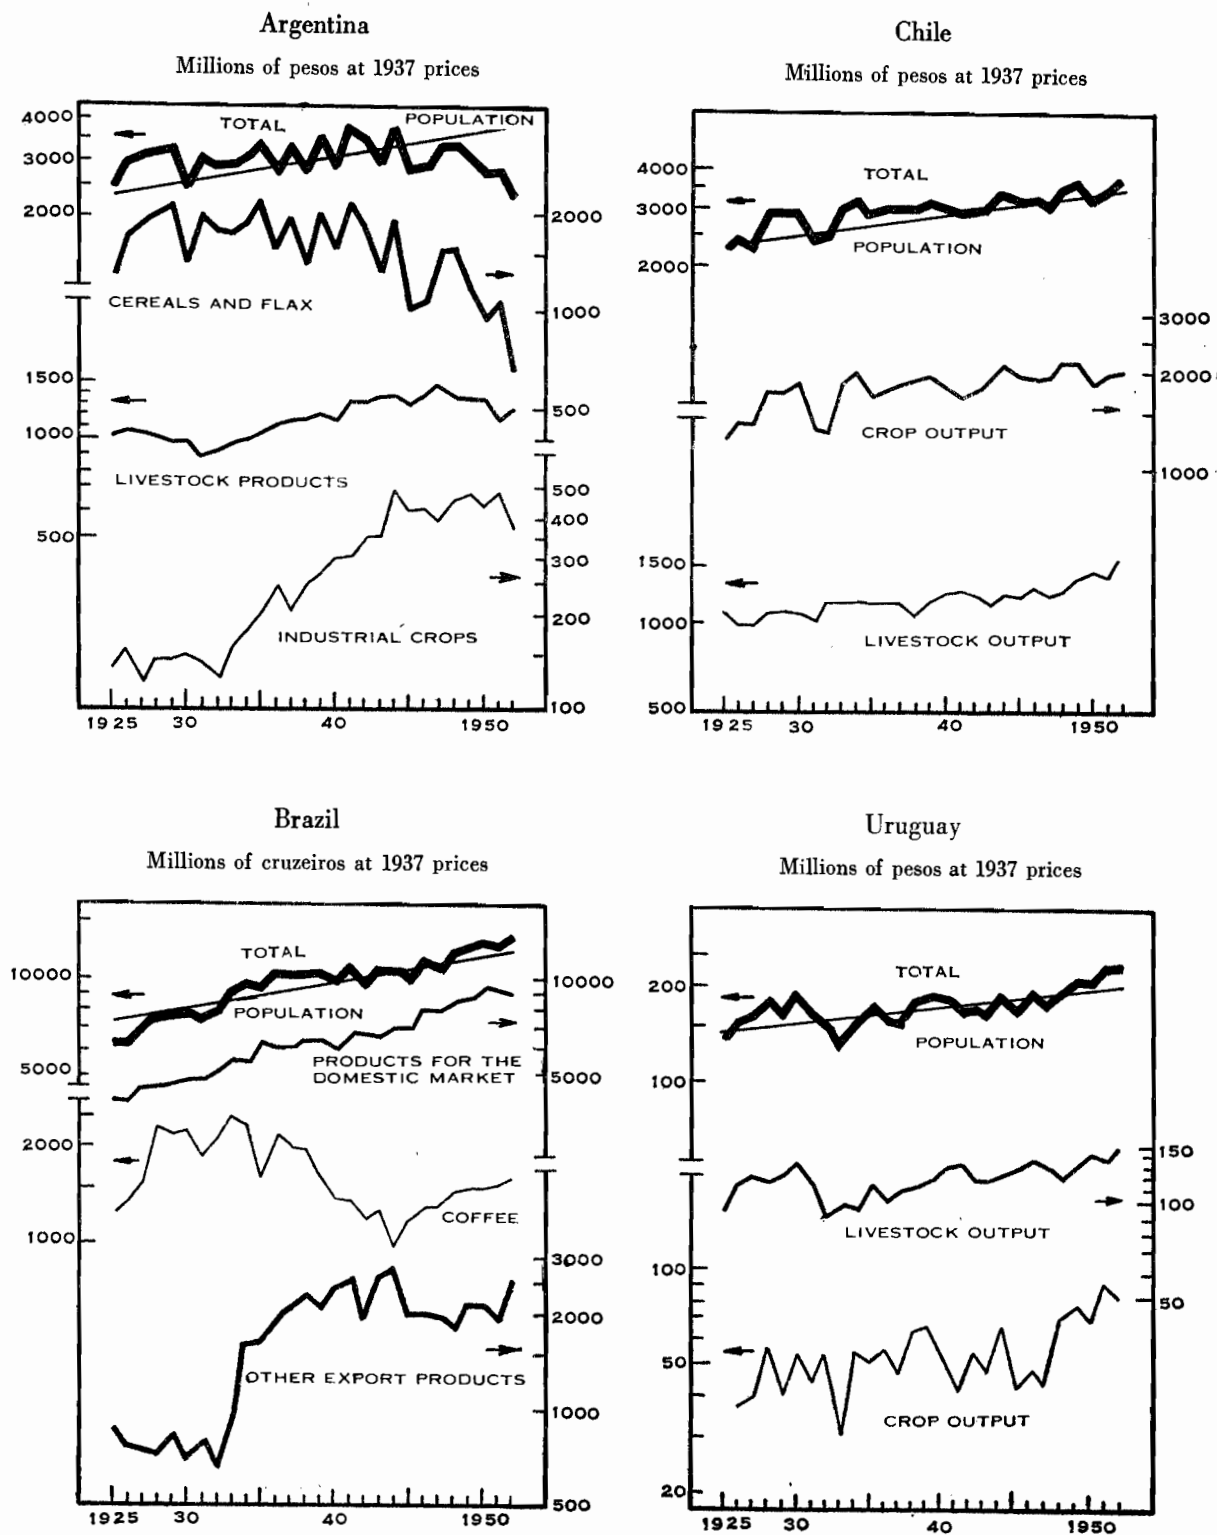 Argentina
Millions of pesos at 1937 prices
4000
3000
2000
1500
1000
500
TOTAL
POPULATION
CEREALS AND FLAX
LIVESTOCK PRODUCTS
INDUSTRIAL CROPS
2000
1000
500
500
400
300
200
100
1925 30 40 1950
Chile
Millions of pesos at 1937 prices
4000
3000
2000
1500
1000
500
TOTAL
POPULATION
CROP OUTPUT
LIVESTOCK OUTPUT
3000
2000
1000
1925 30 40 1950
Brazil
Millions of cruzeiros at 1937 prices
10000
5000
2000
1000
TOTAL
POPULATION
PRODUCTS FOR THE
DOMESTIC MARKET
COFFEE
OTHER EXPORT PRODUCTS
10000
5000
3000
2000
1000
500
1925 30 40 1950
Uruguay
Millions of pesos at 1937 prices
200
100
100
50
20
TOTAL
POPULATION
LIVESTOCK OUTPUT
CROP OUTPUT
150
100
50
1925 30 40 1950